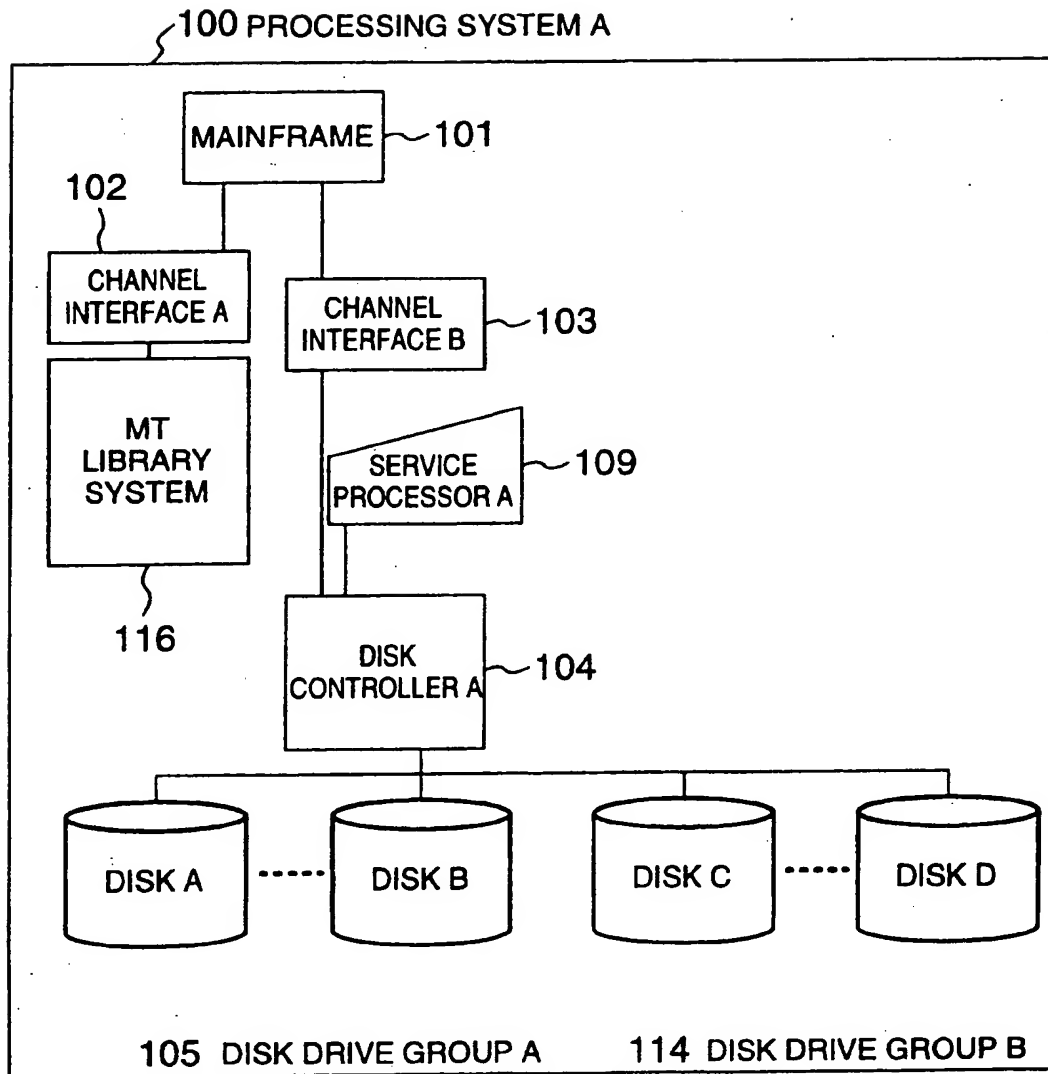 100 PROCESSING SYSTEM A
MAINFRAME
101
102
CHANNEL
INTERFACE A
CHANNEL
INTERFACE B
103
MT
LIBRARY
SYSTEM
SERVICE
PROCESSOR A
109
116
DISK
CONTROLLER A
104
DISK A
DISK B
DISK C
DISK D
105 DISK DRIVE GROUP A
114 DISK DRIVE GROUP B